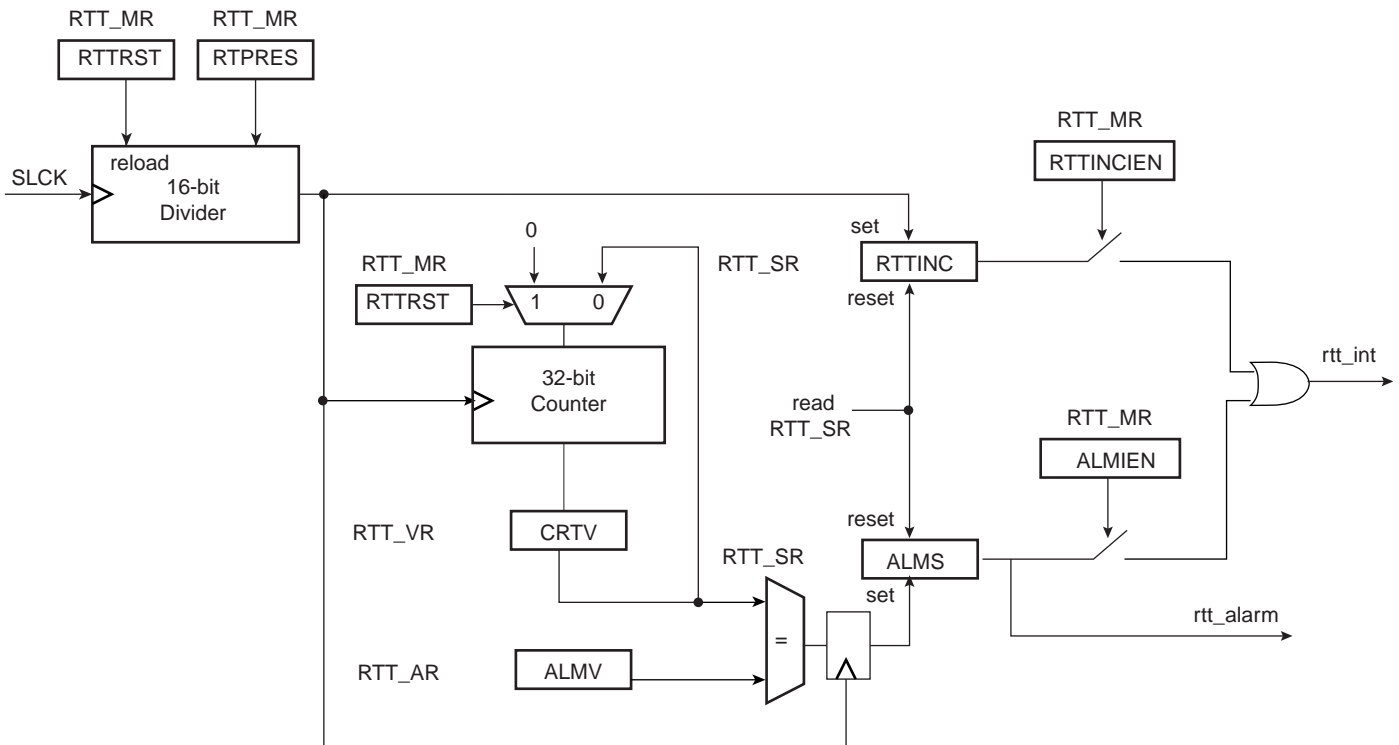 RTT_MR
RTT_MR
RTTRST
RTPRES
reload
16-bit
Divider
SLCK
RTT_MR
RTTINCIEN
0
set
RTT_MR
RTT_SR
RTTINC
RTTRST
1 0
reset
32-bit
Counter
rtt_int
read
RTT_SR
RTT_MR
ALMIEN
reset
RTT_VR
CRTV
RTT_SR
ALMS
set
rtt_alarm
=
RTT_AR
ALMV